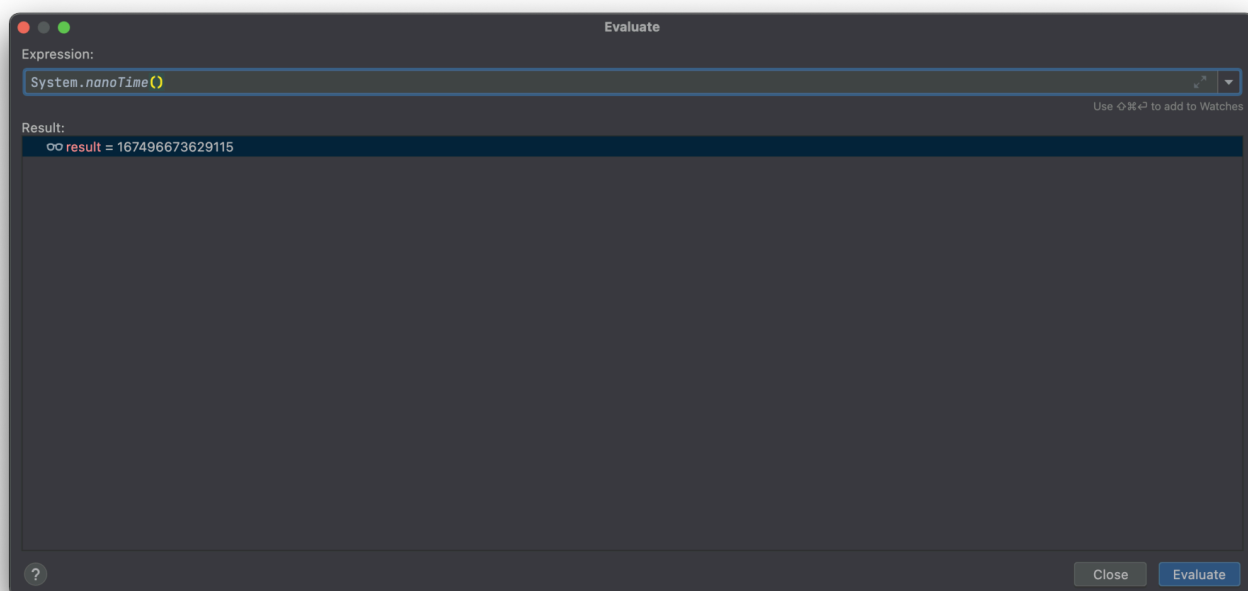 Evaluate
Expression:
System.nanoTime()
Use ⇧⌘↩ to add to Watches
Result:
result = 167496673629115
?
Close
Evaluate